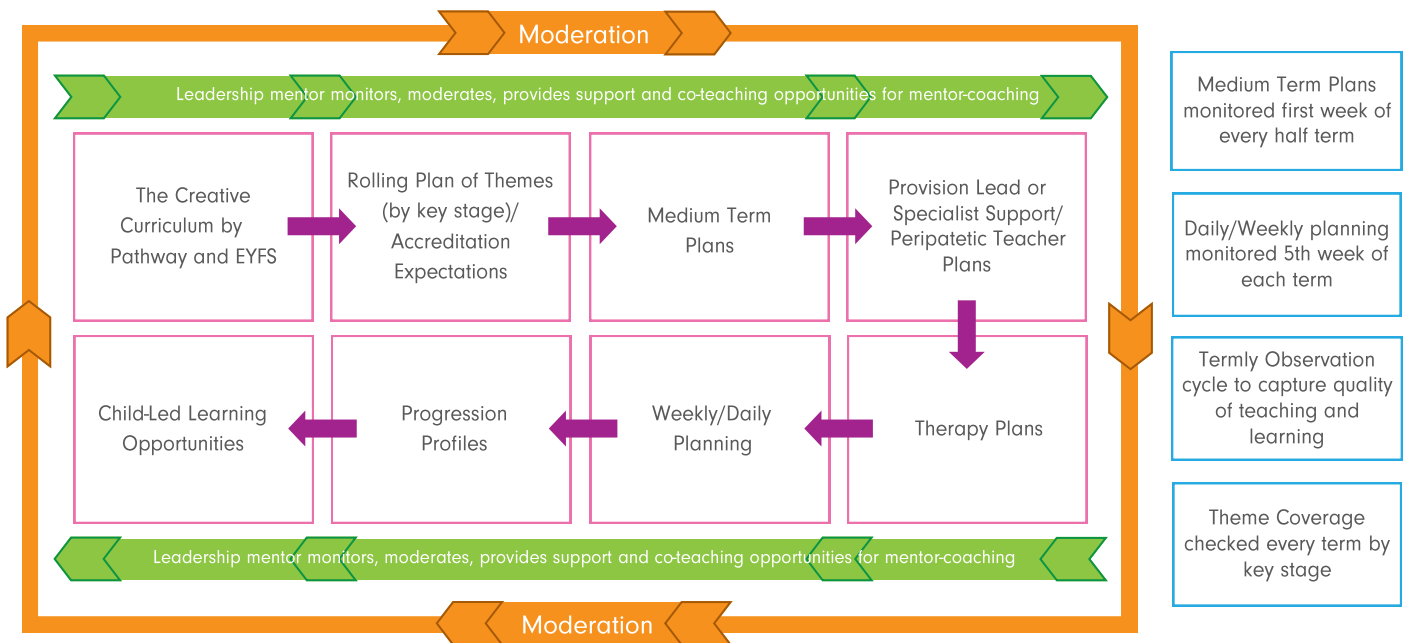 Moderation
Leadership mentor monitors, moderates, provides support and co-teaching opportunities for mentor-coaching
The Creative
Curriculum by
Pathway and EYFS
Rolling Plan of Themes
(by key stage)/
Accreditation
Expectations
Medium Term
Plans
Provision Lead or
Specialist Support/
Peripatetic Teacher
Plans
Therapy Plans
Weekly/Daily
Planning
Progression
Profiles
Child-Led Learning
Opportunities
Leadership mentor monitors, moderates, provides support and co-teaching opportunities for mentor-coaching
Moderation
Medium Term Plans
monitored first week of
every half term
Daily/Weekly planning
monitored 5th week of
each term
Termly Observation
cycle to capture quality
of teaching and
learning
Theme Coverage
checked every term by
key stage